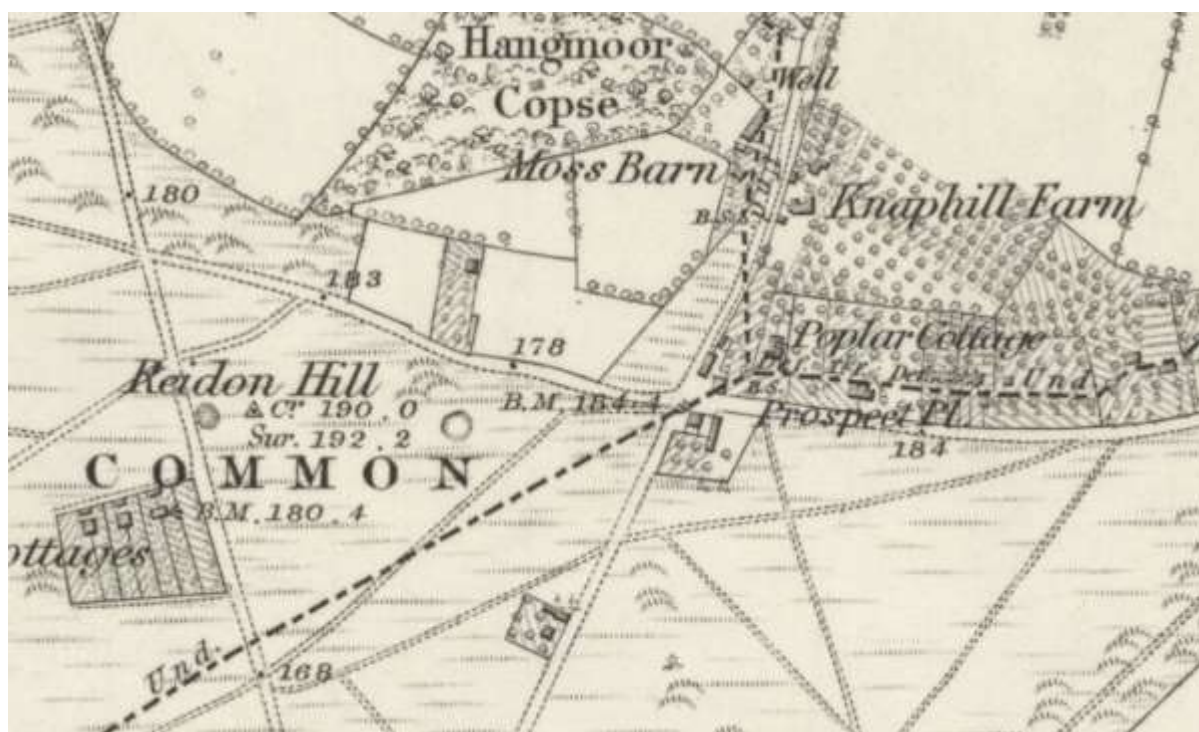 Hangmoor
Copse
Well
Moss Barn
180
Knaphill Farm
B.S.
183
178
Poplar Cottage
Reidon Hill
Cr. 190.0
B.M. 184.4
B.S.
Und.
Prospect Pl.
Sur. 192.2
184
COMMON
B.M. 180.4
ottages
Und.
168